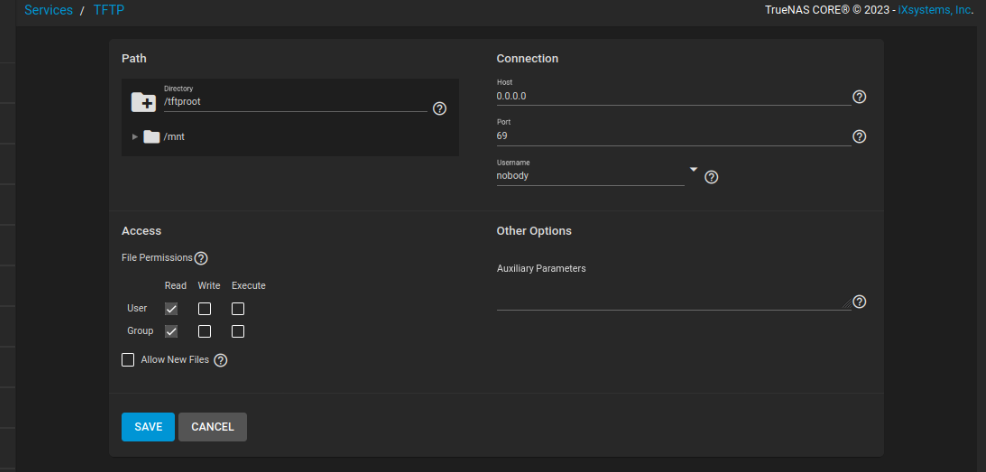 Services / TFTP
TrueNAS CORE® © 2023 - iXsystems, Inc.
Path
Directory
/tftproot
/mnt
Connection
Host
0.0.0.0
Port
69
Username
nobody
Access
File Permissions
Read Write Execute
User
Group
Allow New Files
Other Options
Auxiliary Parameters
SAVE CANCEL